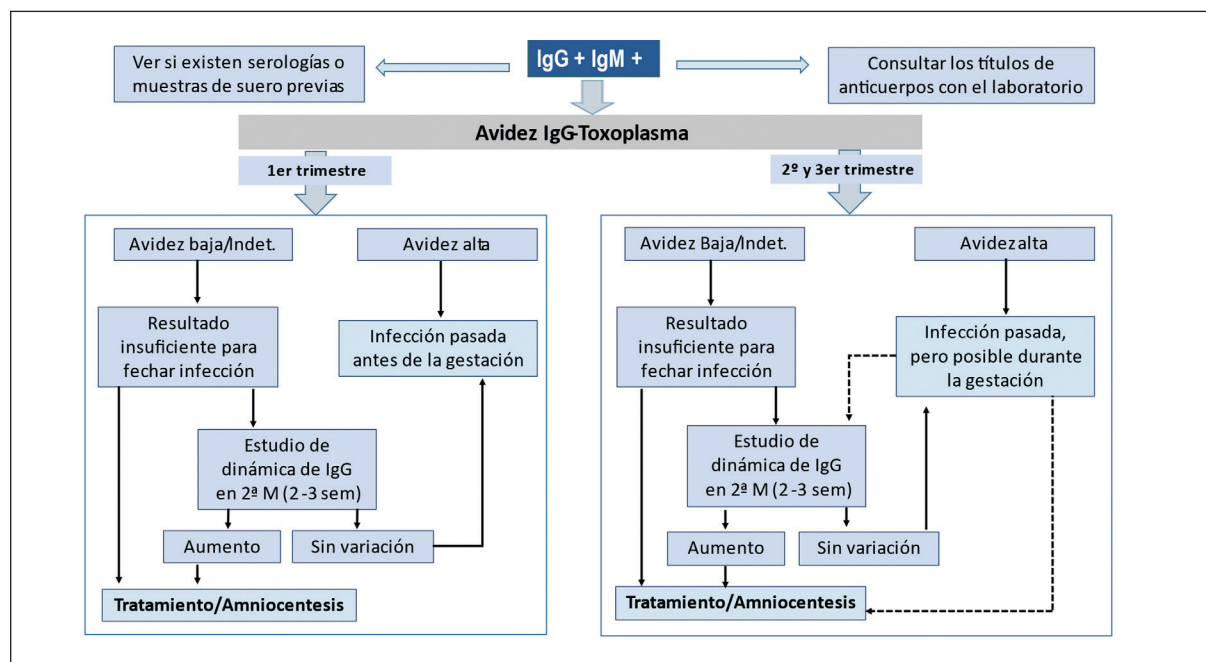 Ver si existen serologías o
muestras de suero previas
IgG + IgM +
Consultar los títulos de
anticuerpos con el laboratorio
Avidez IgG-Toxoplasma
1er trimestre
2º y 3er trimestre
Avidez baja/Indet.
Avidez alta
Resultado
insuficiente para
fechar infección
Infección pasada
antes de la gestación
Estudio de
dinámica de IgG
en 2ª M (2-3 sem)
Aumento
Sin variación
Tratamiento/Amniocentesis
Avidez Baja/Indet.
Avidez alta
Resultado
insuficiente para
fechar infección
Infección pasada,
pero posible durante
la gestación
Estudio de
dinámica de IgG
en 2ª M (2-3 sem)
Aumento
Sin variación
Tratamiento/Amniocentesis